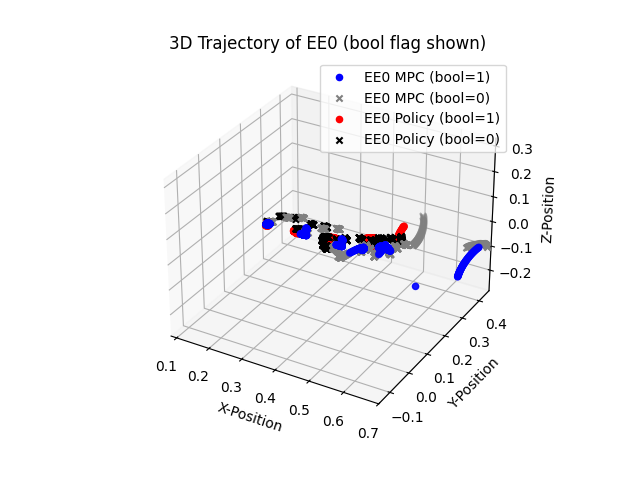 3D Trajectory of EE0 (bool flag shown)
EE0 MPC (bool=1)
EE0 MPC (bool=0)
EE0 Policy (bool=1)
EE0 Policy (bool=0)
0.3
0.2
0.1
0.0
−0.1
−0.2
Z-Position
0.4
0.3
0.2
0.1
0.0
−0.1
Y-Position
0.1
0.2
0.3
0.4
0.5
0.6
0.7
X-Position